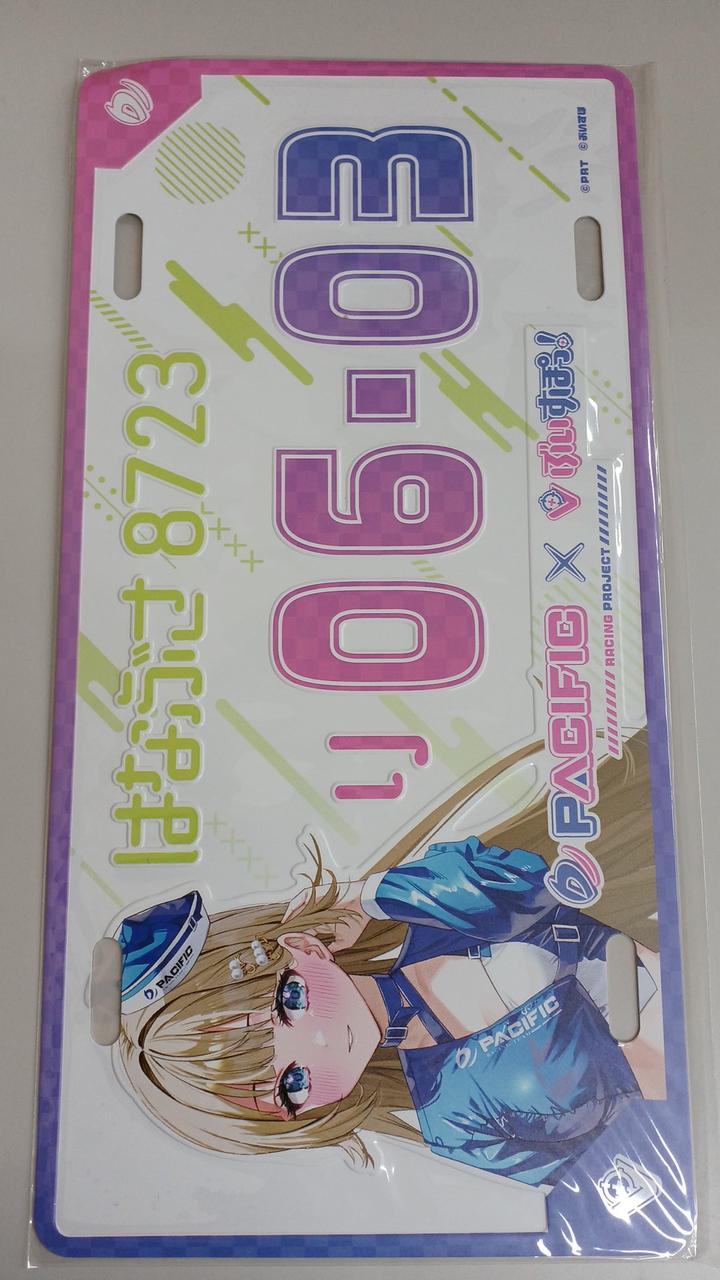 はなぶさ 8723
り 06-03
PACIFIC
PACIFIC
PACIFIC × ぶいすぽっ!
RACING PROJECT
©PRT ©ぶいすぽ